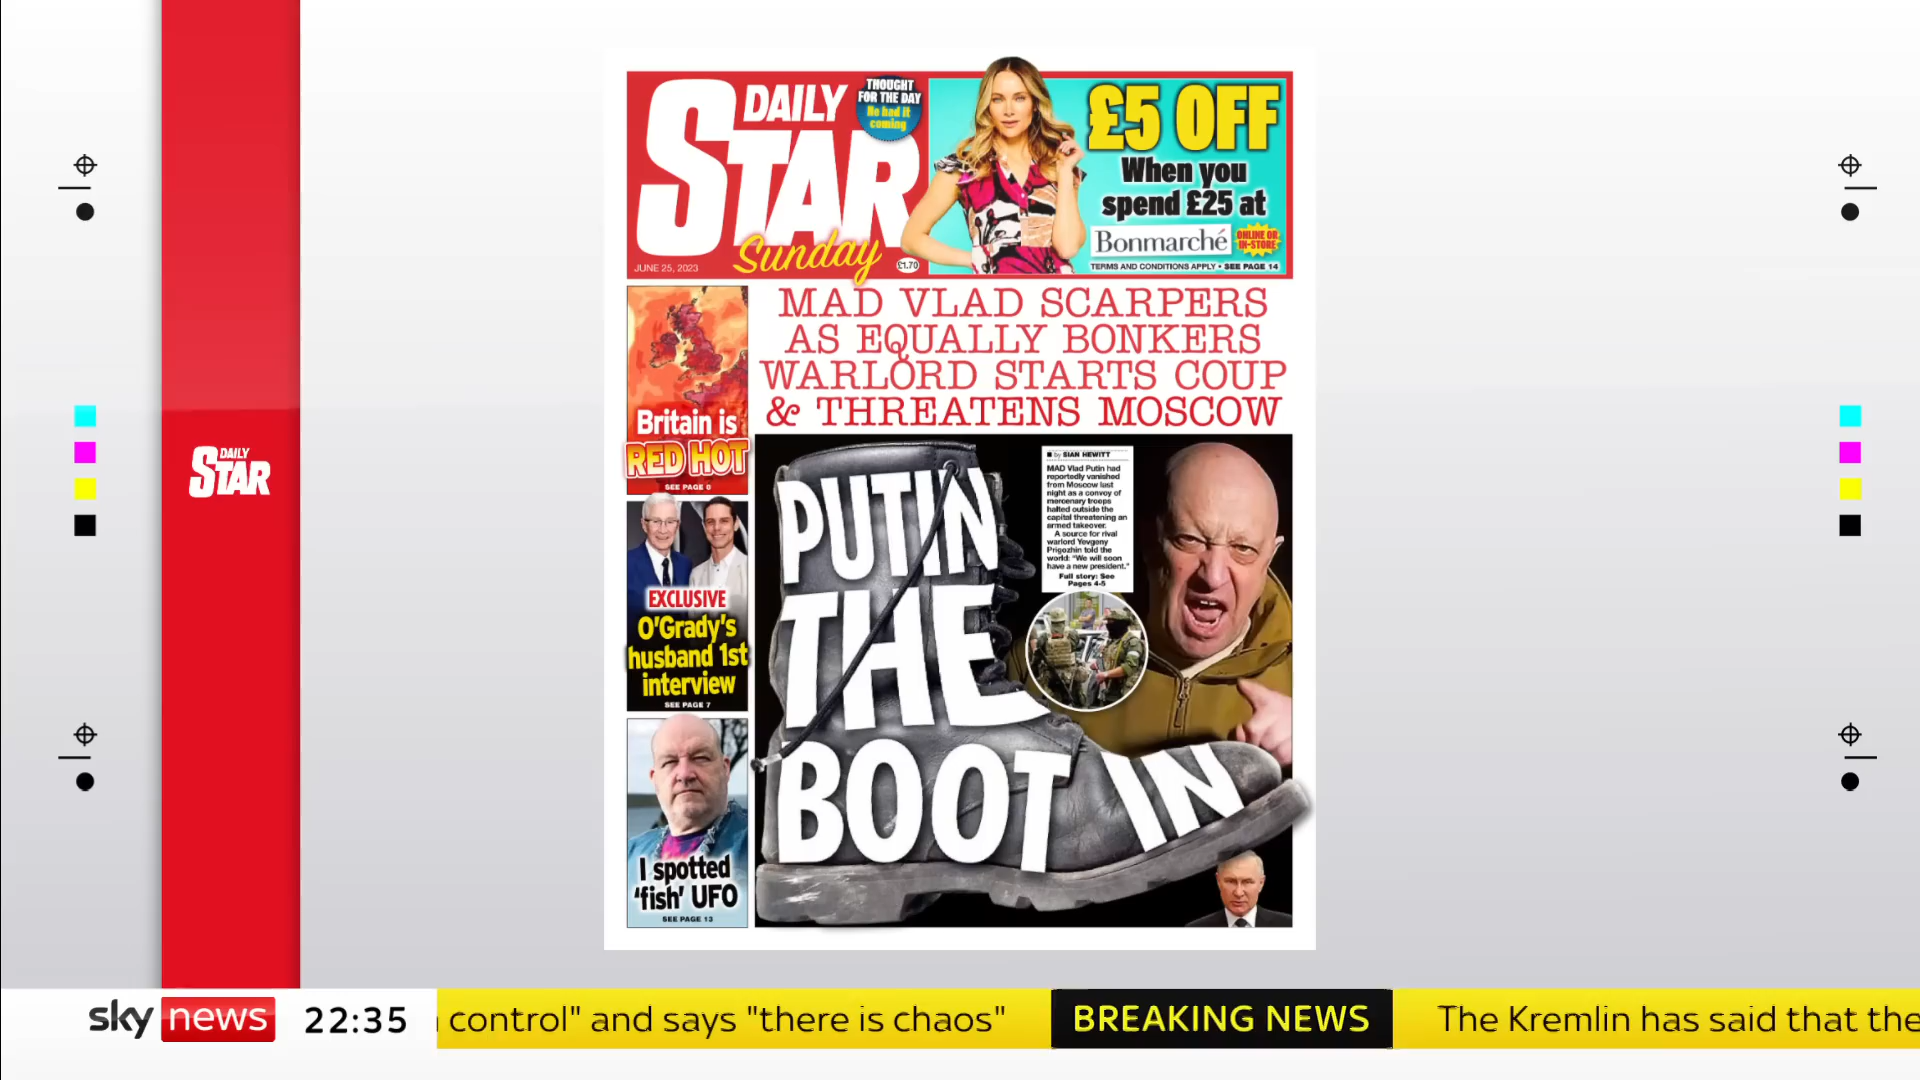 DAILY
STAR
Sunday
JUNE 25, 2023
£1.70
THOUGHT
FOR THE DAY
He had it
coming
£5 OFF
When you
spend £25 at
Bonmarché
ONLINE OR
IN-STORE
TERMS AND CONDITIONS APPLY • SEE PAGE 14
MAD VLAD SCARPERS
AS EQUALLY BONKERS
WARLORD STARTS COUP
& THREATENS MOSCOW
Britain is
RED HOT
SEE PAGE 0
EXCLUSIVE
O'Grady's
husband 1st
interview
SEE PAGE 7
I spotted
'fish' UFO
SEE PAGE 13
PUTIN
THE
BOOT IN
by SIAN HEWITT
MAD Vlad Putin had
reportedly vanished
from Moscow last
night as a convoy of
mercenary troops
halted outside the
capital threatening an
armed takeover.
A source for rival
warlord Yevgeny
Prigozhin told the
world: "We will soon
have a new president."
Full story: See
Pages 4-5
DAILY
STAR
sky news
22:35
control" and says "there is chaos"
BREAKING NEWS
The Kremlin has said that the